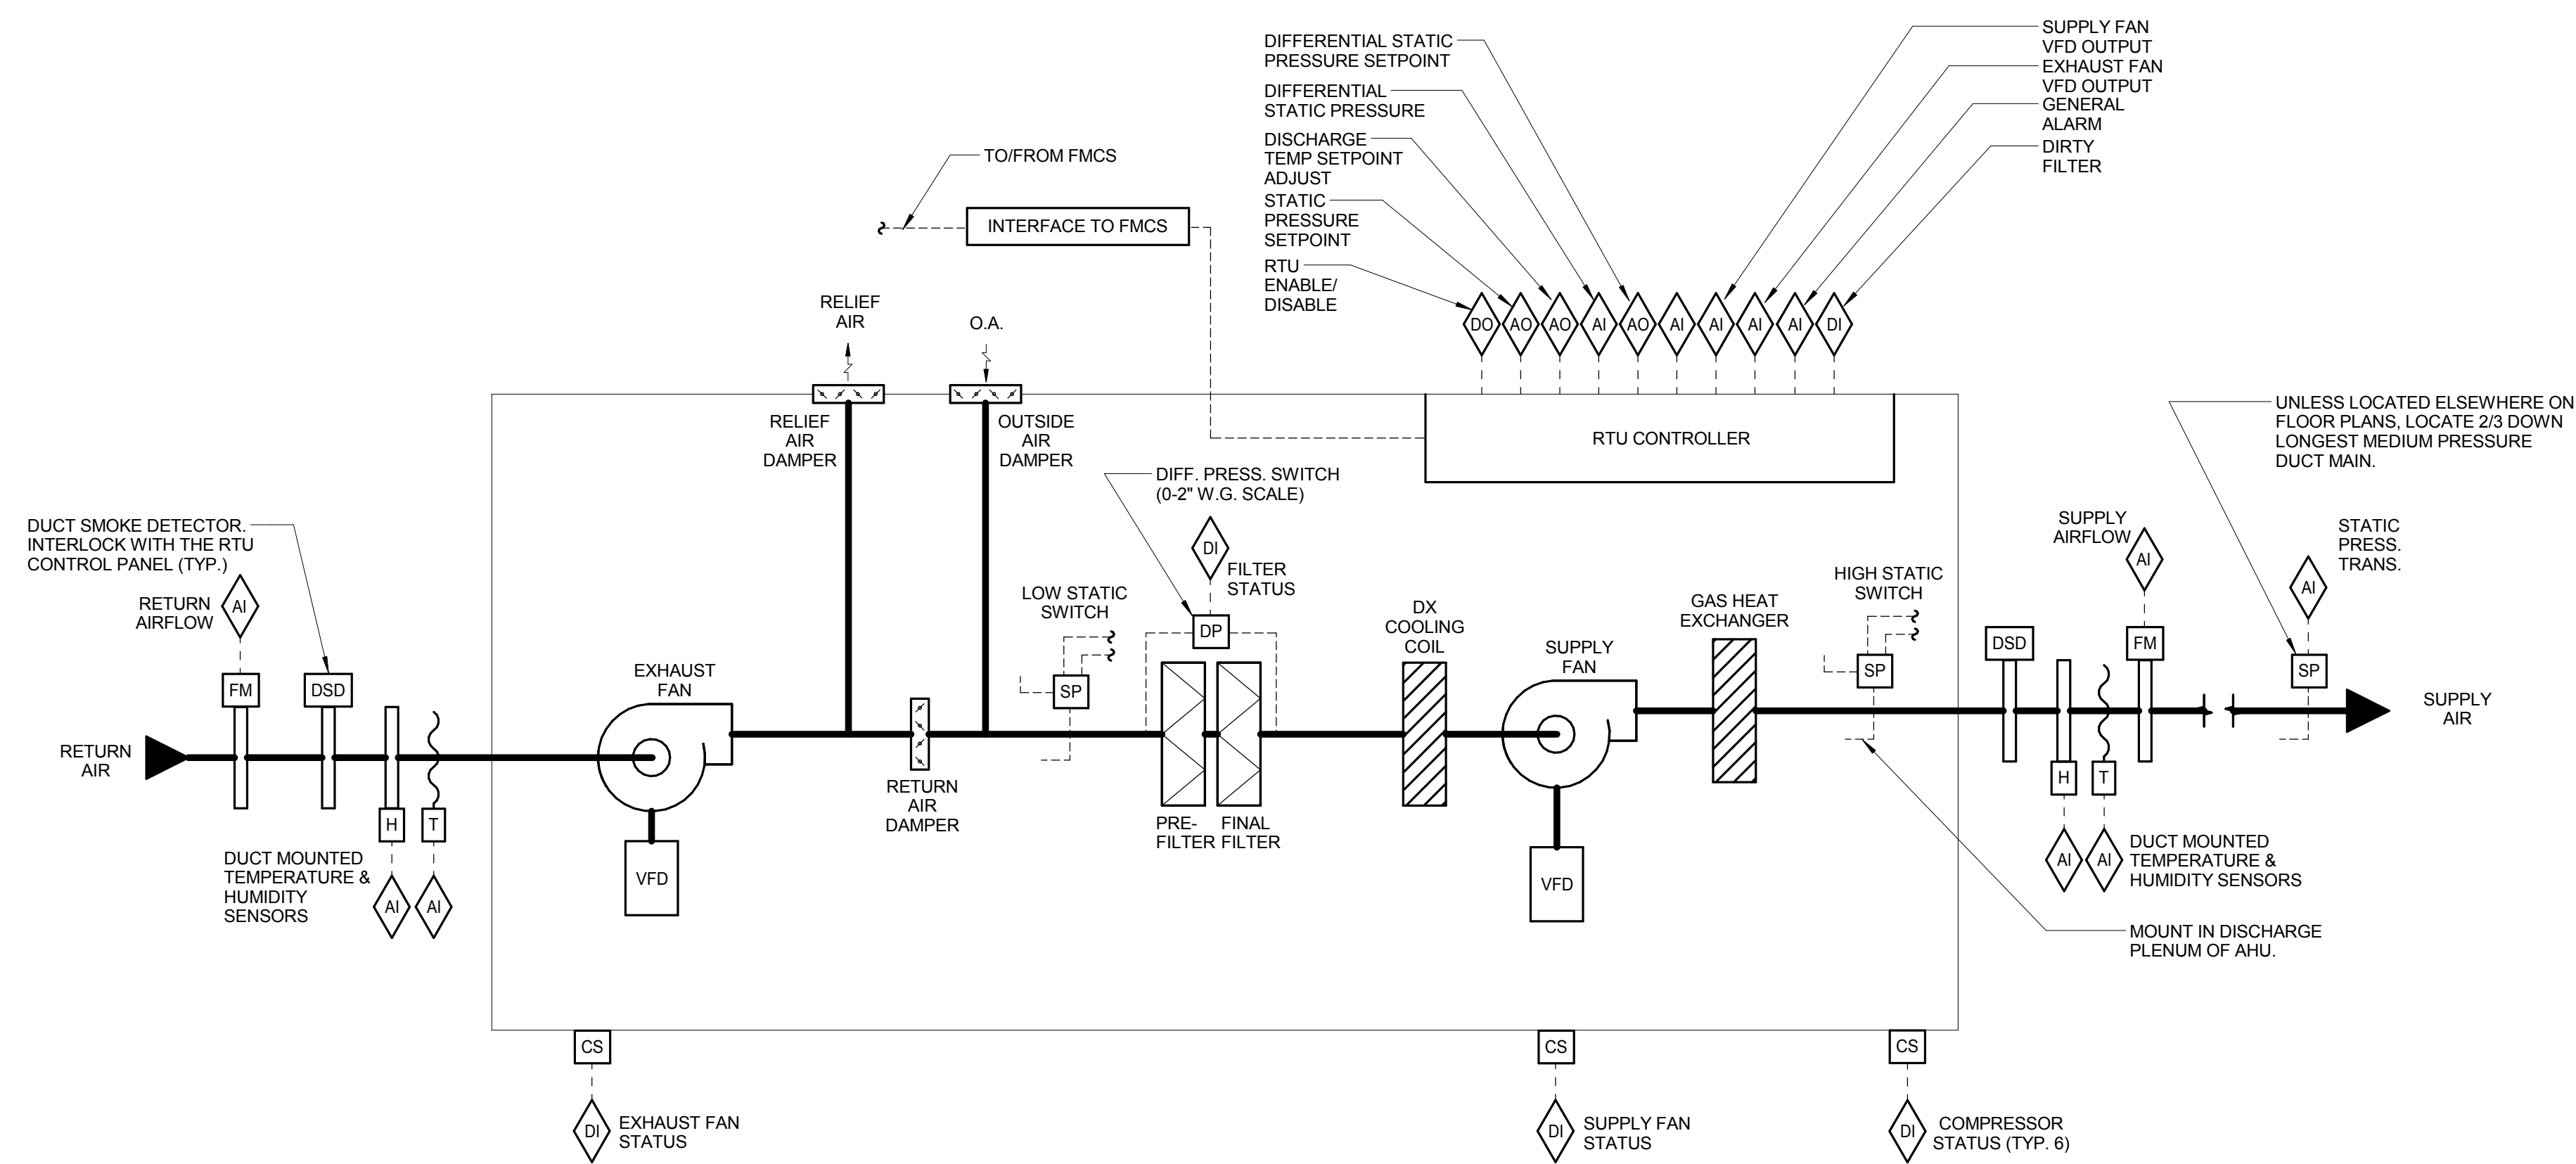 DIFFERENTIAL STATIC
PRESSURE SETPOINT
DIFFERENTIAL
STATIC PRESSURE
DISCHARGE
TEMP SETPOINT
ADJUST
STATIC
PRESSURE
SETPOINT
RTU
ENABLE/
DISABLE
SUPPLY FAN
VFD OUTPUT
EXHAUST FAN
VFD OUTPUT
GENERAL
ALARM
DIRTY
FILTER
TO/FROM FMCS
INTERFACE TO FMCS
DO AO AO AI AO AI AI AI AI DI
RTU CONTROLLER
RELIEF
AIR
O.A.
RELIEF
AIR
DAMPER
OUTSIDE
AIR
DAMPER
DIFF. PRESS. SWITCH
(0-2" W.G. SCALE)
DI
FILTER
STATUS
DP
LOW STATIC
SWITCH
SP
UNLESS LOCATED ELSEWHERE ON
FLOOR PLANS, LOCATE 2/3 DOWN
LONGEST MEDIUM PRESSURE
DUCT MAIN.
DUCT SMOKE DETECTOR.
INTERLOCK WITH THE RTU
CONTROL PANEL (TYP.)
RETURN
AIRFLOW
AI
FM
DSD
RETURN
AIR
H
T
DUCT MOUNTED
TEMPERATURE &
HUMIDITY
SENSORS
AI
AI
EXHAUST
FAN
VFD
RETURN
AIR
DAMPER
PRE-
FILTER
FINAL
FILTER
DX
COOLING
COIL
SUPPLY
FAN
VFD
GAS HEAT
EXCHANGER
HIGH STATIC
SWITCH
SP
DSD
SUPPLY
AIRFLOW
AI
FM
STATIC
PRESS.
TRANS.
AI
SP
SUPPLY
AIR
H
T
AI
AI
DUCT MOUNTED
TEMPERATURE &
HUMIDITY SENSORS
MOUNT IN DISCHARGE
PLENUM OF AHU.
CS
DI
EXHAUST FAN
STATUS
CS
DI
SUPPLY FAN
STATUS
CS
DI
COMPRESSOR
STATUS (TYP. 6)